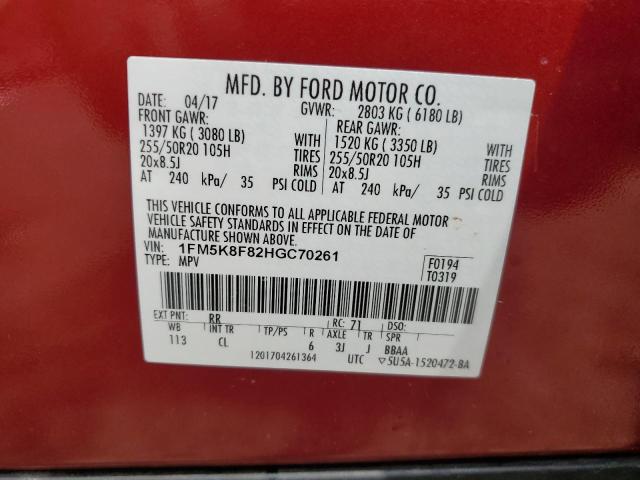 MFD. BY FORD MOTOR CO.
DATE: 04/17 GVWR: 2803 KG ( 6180 LB)
FRONT GAWR: REAR GAWR:
1397 KG ( 3080 LB) WITH 1520 KG ( 3350 LB) WITH
255/50R20 105H TIRES 255/50R20 105H TIRES
20x8.5J RIMS 20x8.5J RIMS
AT 240 kPa/ 35 PSI COLD AT 240 kPa/ 35 PSI COLD
THIS VEHICLE CONFORMS TO ALL APPLICABLE FEDERAL MOTOR
VEHICLE SAFETY STANDARDS IN EFFECT ON THE DATE OF
MANUFACTURE SHOWN ABOVE.
VIN: 1FM5K8F82HGC70261 F0194
TYPE: MPV T0319
EXT PNT: RR RC: 71 DSO:
WB INT TR TP/PS R AXLE TR SPR
113 CL 6 3J J BBAA
1201704261364 UTC ▽5U5A-1520472-BA